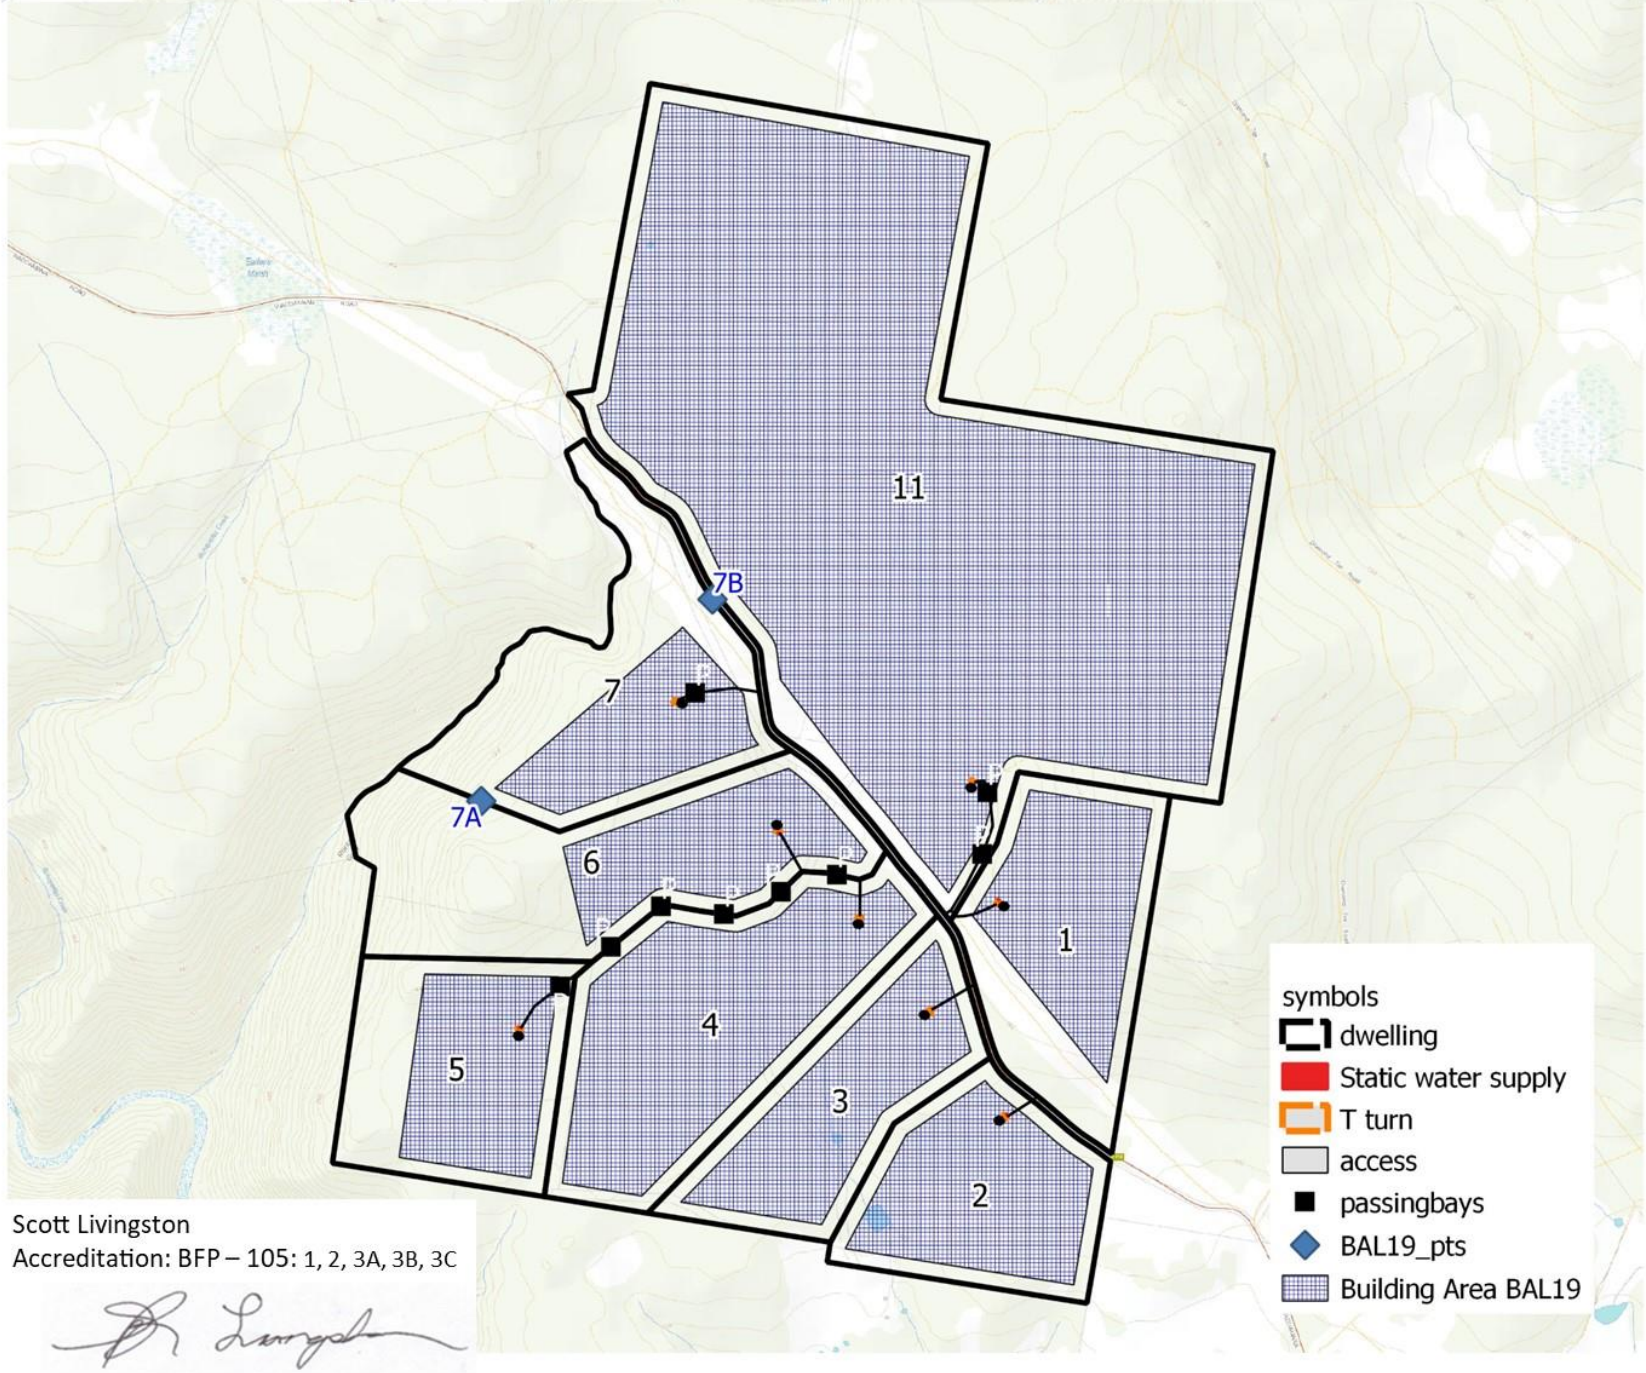 11
7B
7
7A
6
1
4
5
3
2
symbols
dwelling
Static water supply
T turn
access
passingbays
BAL19_pts
Building Area BAL19
Scott Livingston
Accreditation: BFP – 105: 1, 2, 3A, 3B, 3C